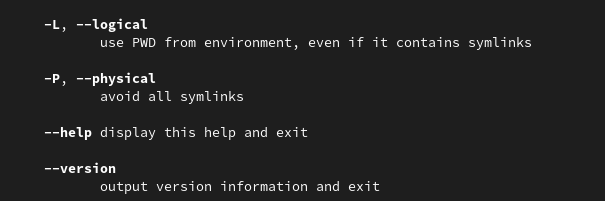 -L, --logical
use PWD from environment, even if it contains symlinks
-P, --physical
avoid all symlinks
--help display this help and exit
--version
output version information and exit